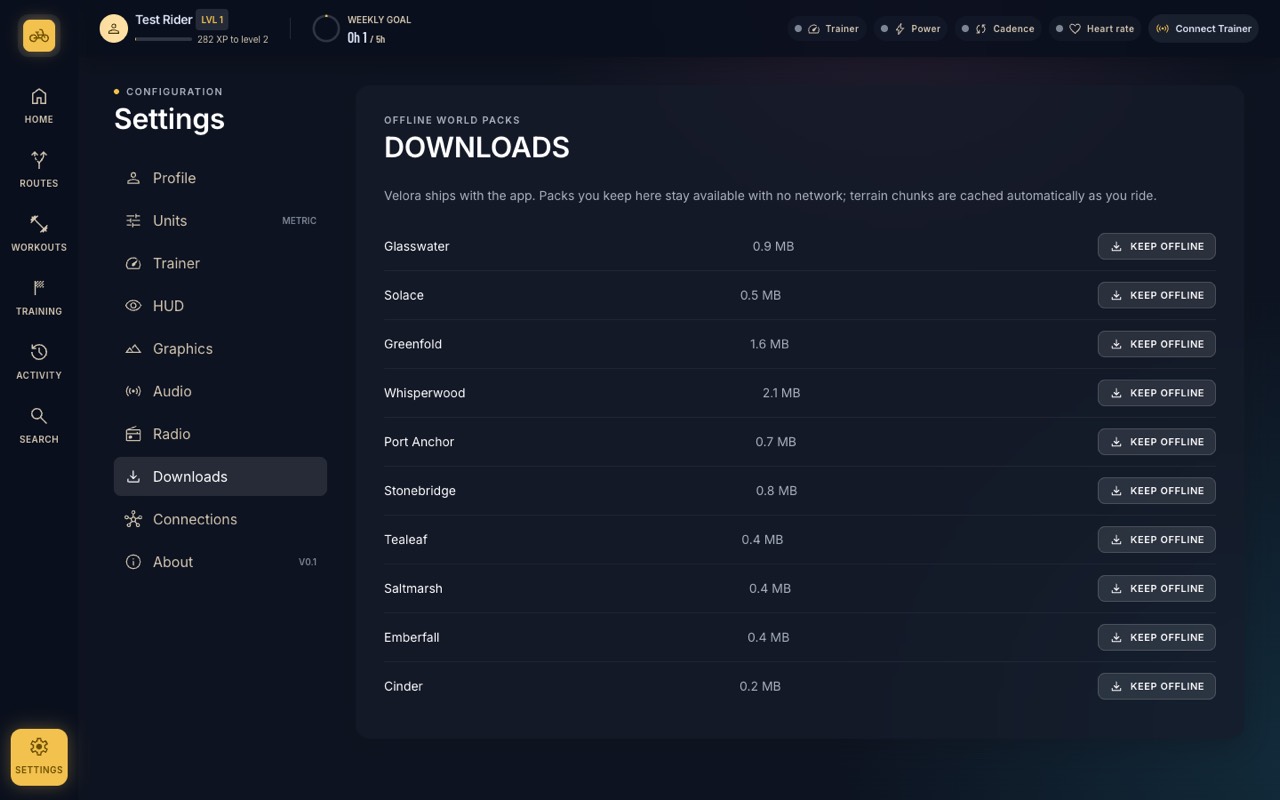 Test Rider LVL 1
282 XP to level 2
WEEKLY GOAL
0h 1 / 5h
Trainer
Power
Cadence
Heart rate
Connect Trainer
HOME
ROUTES
WORKOUTS
TRAINING
ACTIVITY
SEARCH
SETTINGS
CONFIGURATION
Settings
Profile
Units METRIC
Trainer
HUD
Graphics
Audio
Radio
Downloads
Connections
About V0.1
OFFLINE WORLD PACKS
DOWNLOADS
Velora ships with the app. Packs you keep here stay available with no network; terrain chunks are cached automatically as you ride.
Glasswater 0.9 MB KEEP OFFLINE
Solace 0.5 MB KEEP OFFLINE
Greenfold 1.6 MB KEEP OFFLINE
Whisperwood 2.1 MB KEEP OFFLINE
Port Anchor 0.7 MB KEEP OFFLINE
Stonebridge 0.8 MB KEEP OFFLINE
Tealeaf 0.4 MB KEEP OFFLINE
Saltmarsh 0.4 MB KEEP OFFLINE
Emberfall 0.4 MB KEEP OFFLINE
Cinder 0.2 MB KEEP OFFLINE